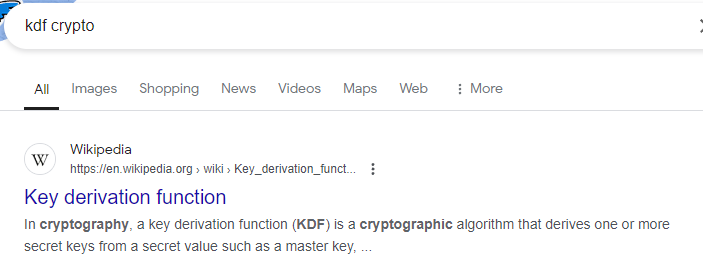 kdf crypto
All Images Shopping News Videos Maps Web More
W
Wikipedia
https://en.wikipedia.org › wiki › Key_derivation_funct...
Key derivation function
In cryptography, a key derivation function (KDF) is a cryptographic algorithm that derives one or more
secret keys from a secret value such as a master key, ...